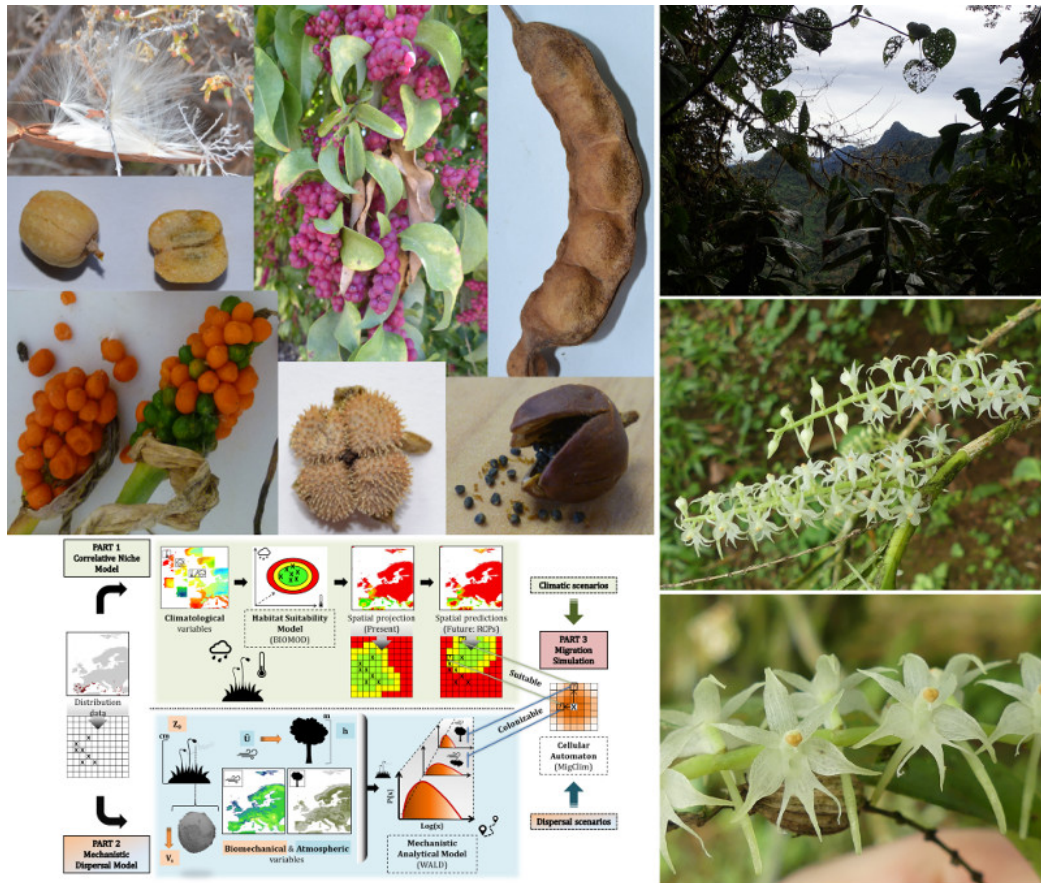 PART 1
Correlative Niche
Model
Climatological
variables
Habitat Suitability
Model
(BIOMOD)
Spatial projection
(Present)
Spatial predictions
(Future: RCPs)
Climatic scenarios
PART 3
Migration
Simulation
Suitable
Colonizable
Distribution
data
Z₀
Ū
h
P(x)
Log(x)
Cellular
Automaton
(MigClim)
Dispersal scenarios
PART 2
Mechanistic
Dispersal Model
Biomechanical & Atmospheric
variables
Mechanistic
Analytical Model
(WALD)